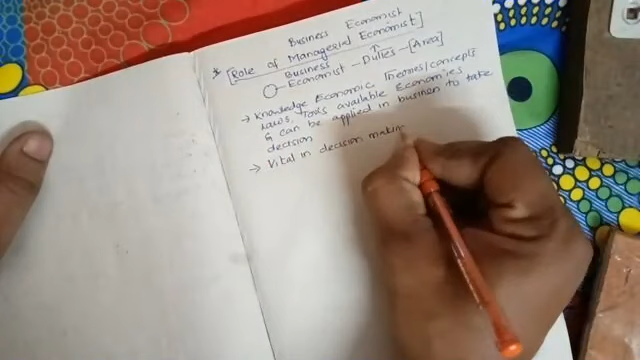 Business Economist
* [Role of Managerial Economist]
Business
Economist - Duties - [Area]
→ Knowledge Economic Theories/concepts
Laws, Tools available Economies
& can be applied in business to take
decision
→ Vital in decision making